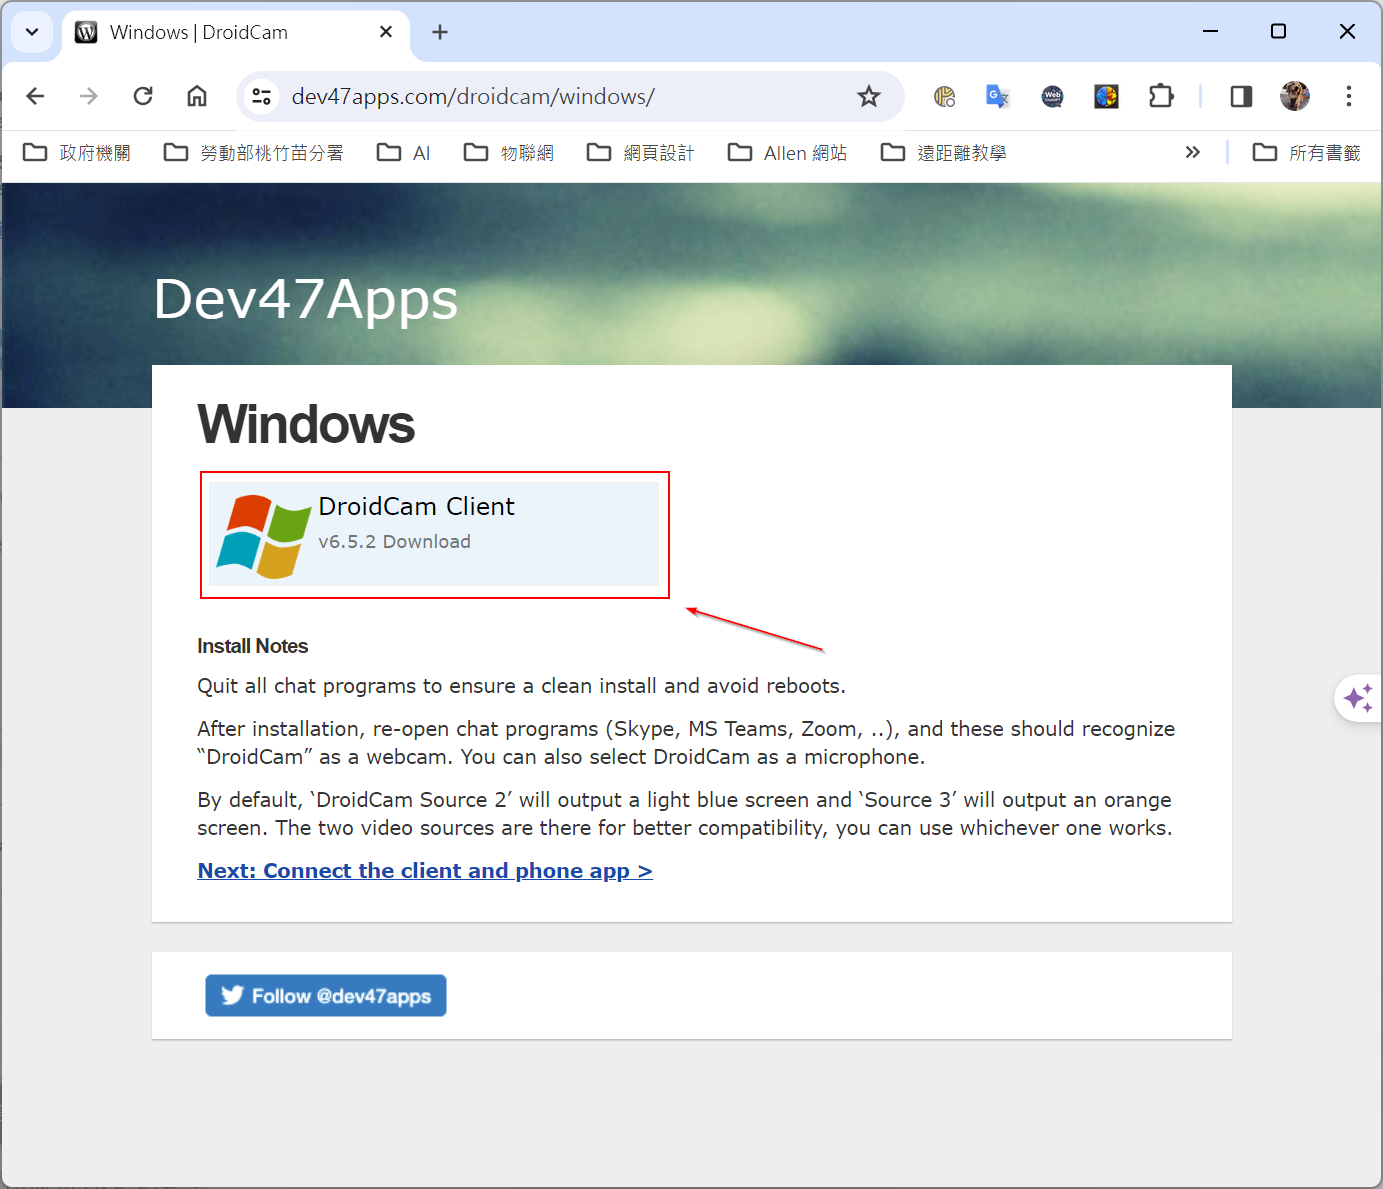 Windows | DroidCam
dev47apps.com/droidcam/windows/
政府機關 勞動部桃竹苗分署 AI 物聯網 網頁設計 Allen 網站 遠距離教學 » 所有書籤
Dev47Apps
Windows
DroidCam Client
v6.5.2 Download
Install Notes
Quit all chat programs to ensure a clean install and avoid reboots.
After installation, re-open chat programs (Skype, MS Teams, Zoom, ..), and these should recognize
“DroidCam” as a webcam. You can also select DroidCam as a microphone.
By default, ‘DroidCam Source 2’ will output a light blue screen and ‘Source 3’ will output an orange
screen. The two video sources are there for better compatibility, you can use whichever one works.
Next: Connect the client and phone app >
Follow @dev47apps